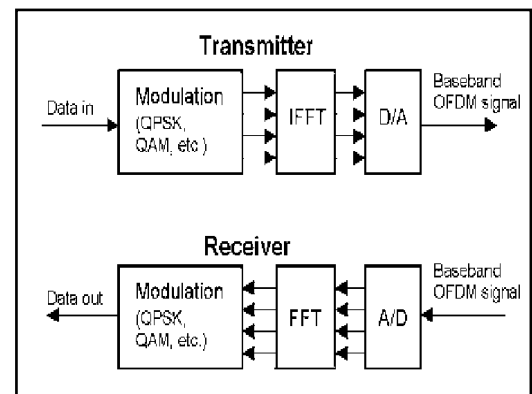 Transmitter
Data in
Modulation
(QPSK,
QAM, etc.)
IFFT
D/A
Baseband
OFDM signal
Receiver
Data out
Modulation
(QPSK,
QAM, etc.)
FFT
A/D
Baseband
OFDM signal